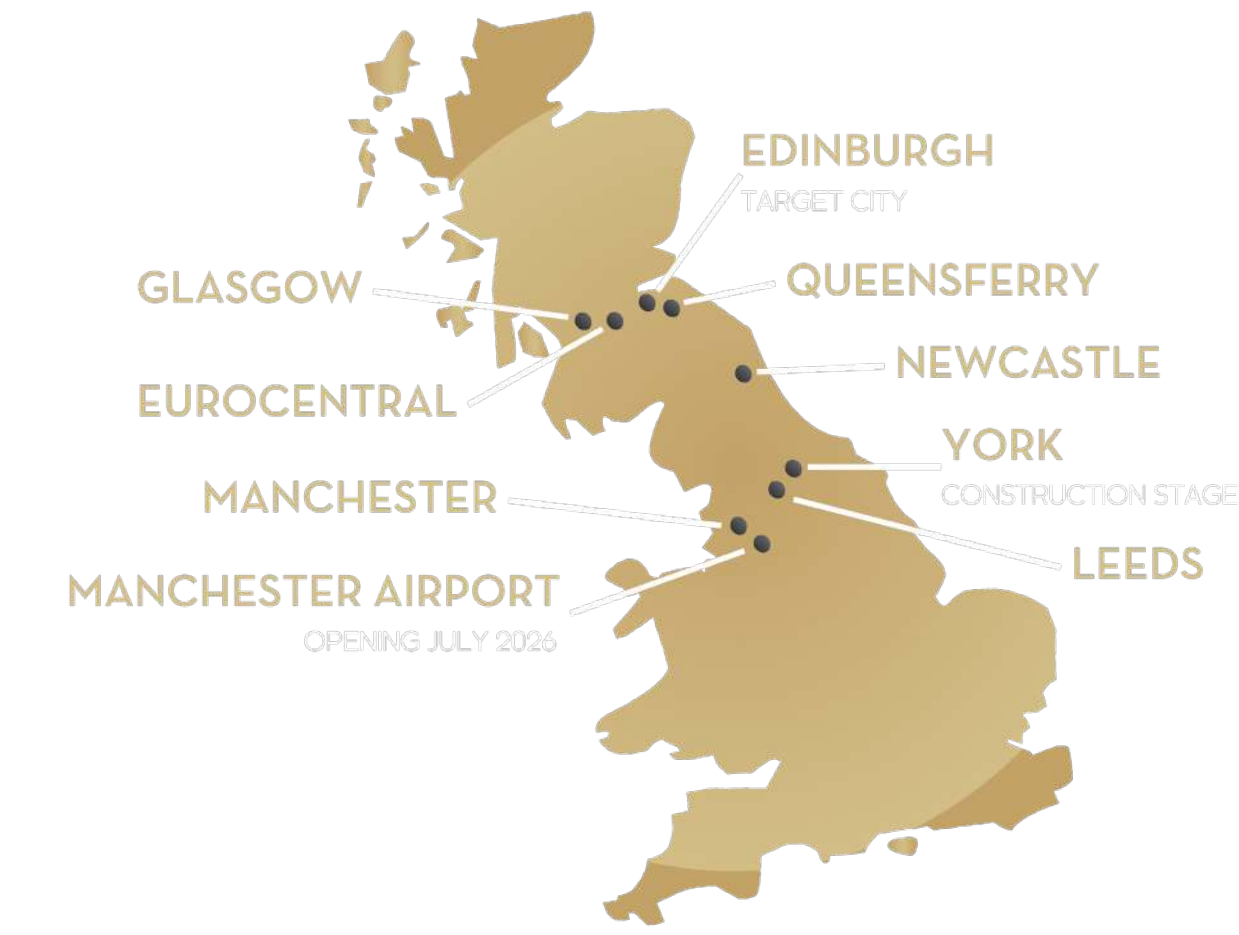 EDINBURGH
TARGET CITY
GLASGOW
QUEENSFERRY
NEWCASTLE
EUROCENTRAL
YORK
MANCHESTER
CONSTRUCTION STAGE
LEEDS
MANCHESTER AIRPORT
OPENING JULY 2026